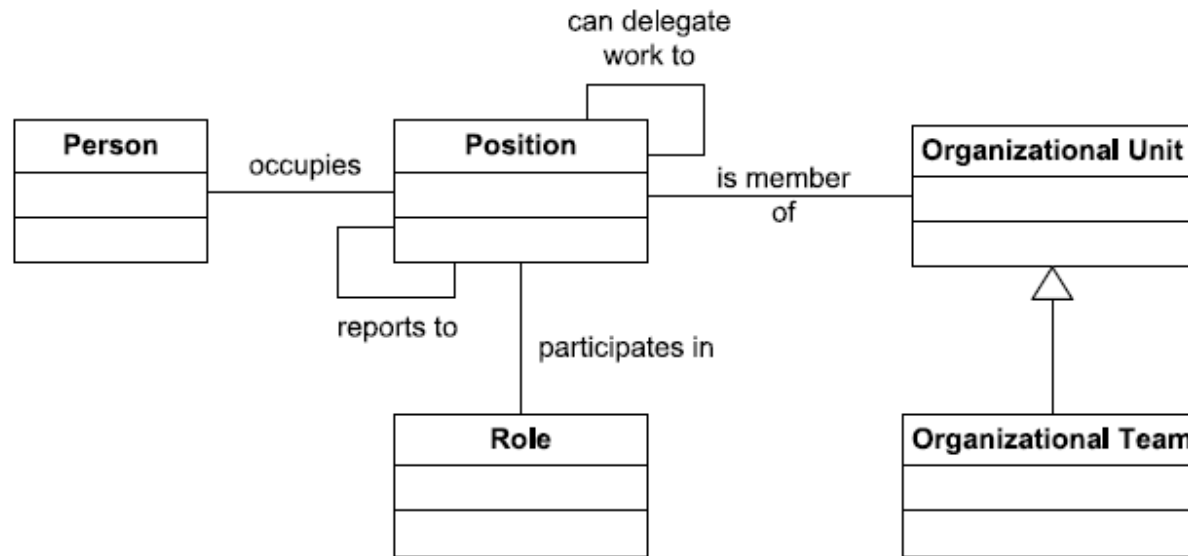 can delegate
work to
Person
occupies
Position
is member
of
Organizational Unit
reports to
participates in
Role
Organizational Team